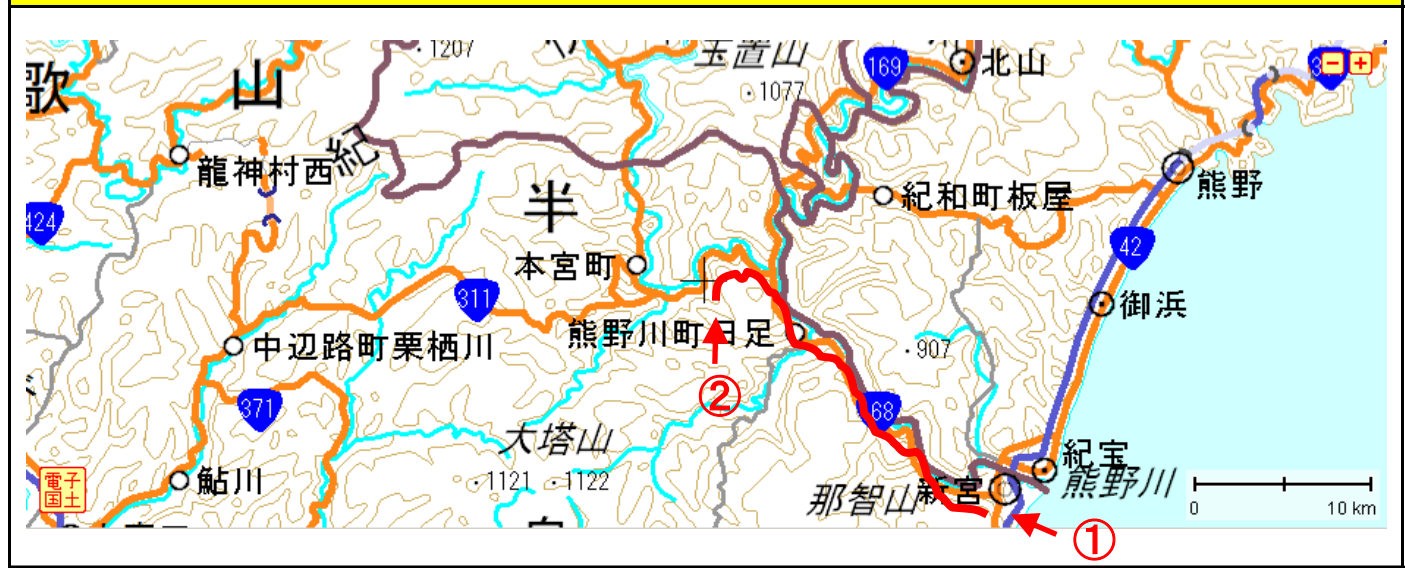 ・1207
玉置山
・1077
169
北山
歌
山
龍神村西
紀
半
紀和町板屋
熊野
424
42
本宮町
311
御浜
中辺路町栗栖川
熊野川町日足
・907
②
371
168
大塔山
・1121
・1122
紀宝
電子
国土
鮎川
那智山
新宮
熊野川
0
10 km
①